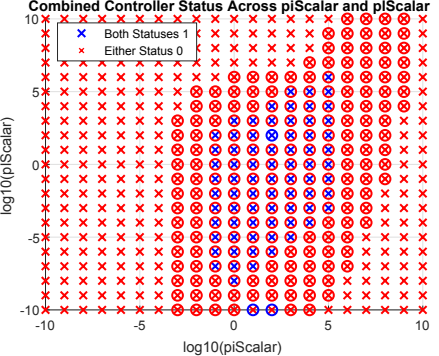 Combined Controller Status Across piScalar and plScalar
Both Statuses 1
Either Status 0
10
5
0
-5
-10
log10(plScalar)
-10
-5
0
5
10
log10(piScalar)